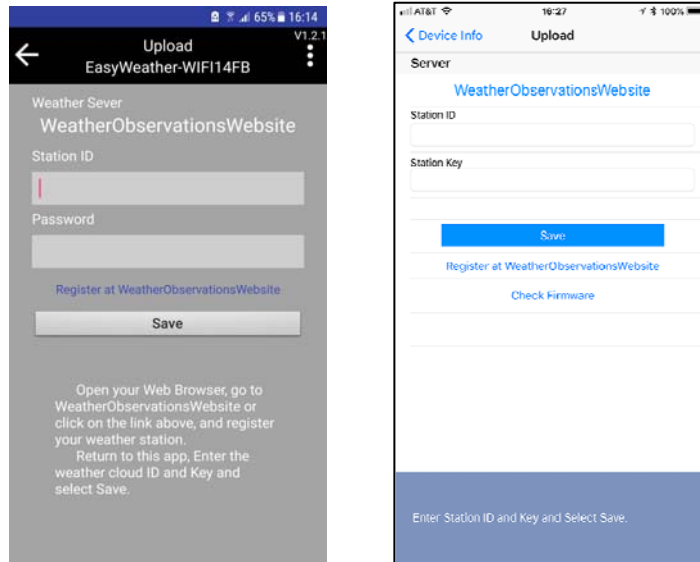 65% 16:14
V1.2.1
Upload
EasyWeather-WIFI14FB
Weather Sever
WeatherObservationsWebsite
Station ID
Password
Register at WeatherObservationsWebsite
Save
Open your Web Browser, go to
WeatherObservationsWebsite or
click on the link above, and register
your weather station.
Return to this app, Enter the
weather cloud ID and Key and
select Save.
AT&T 16:27 100%
Device Info Upload
Server
WeatherObservationsWebsite
Station ID
Station Key
Save
Register at WeatherObservationsWebsite
Check Firmware
Enter Station ID and Key and Select Save.